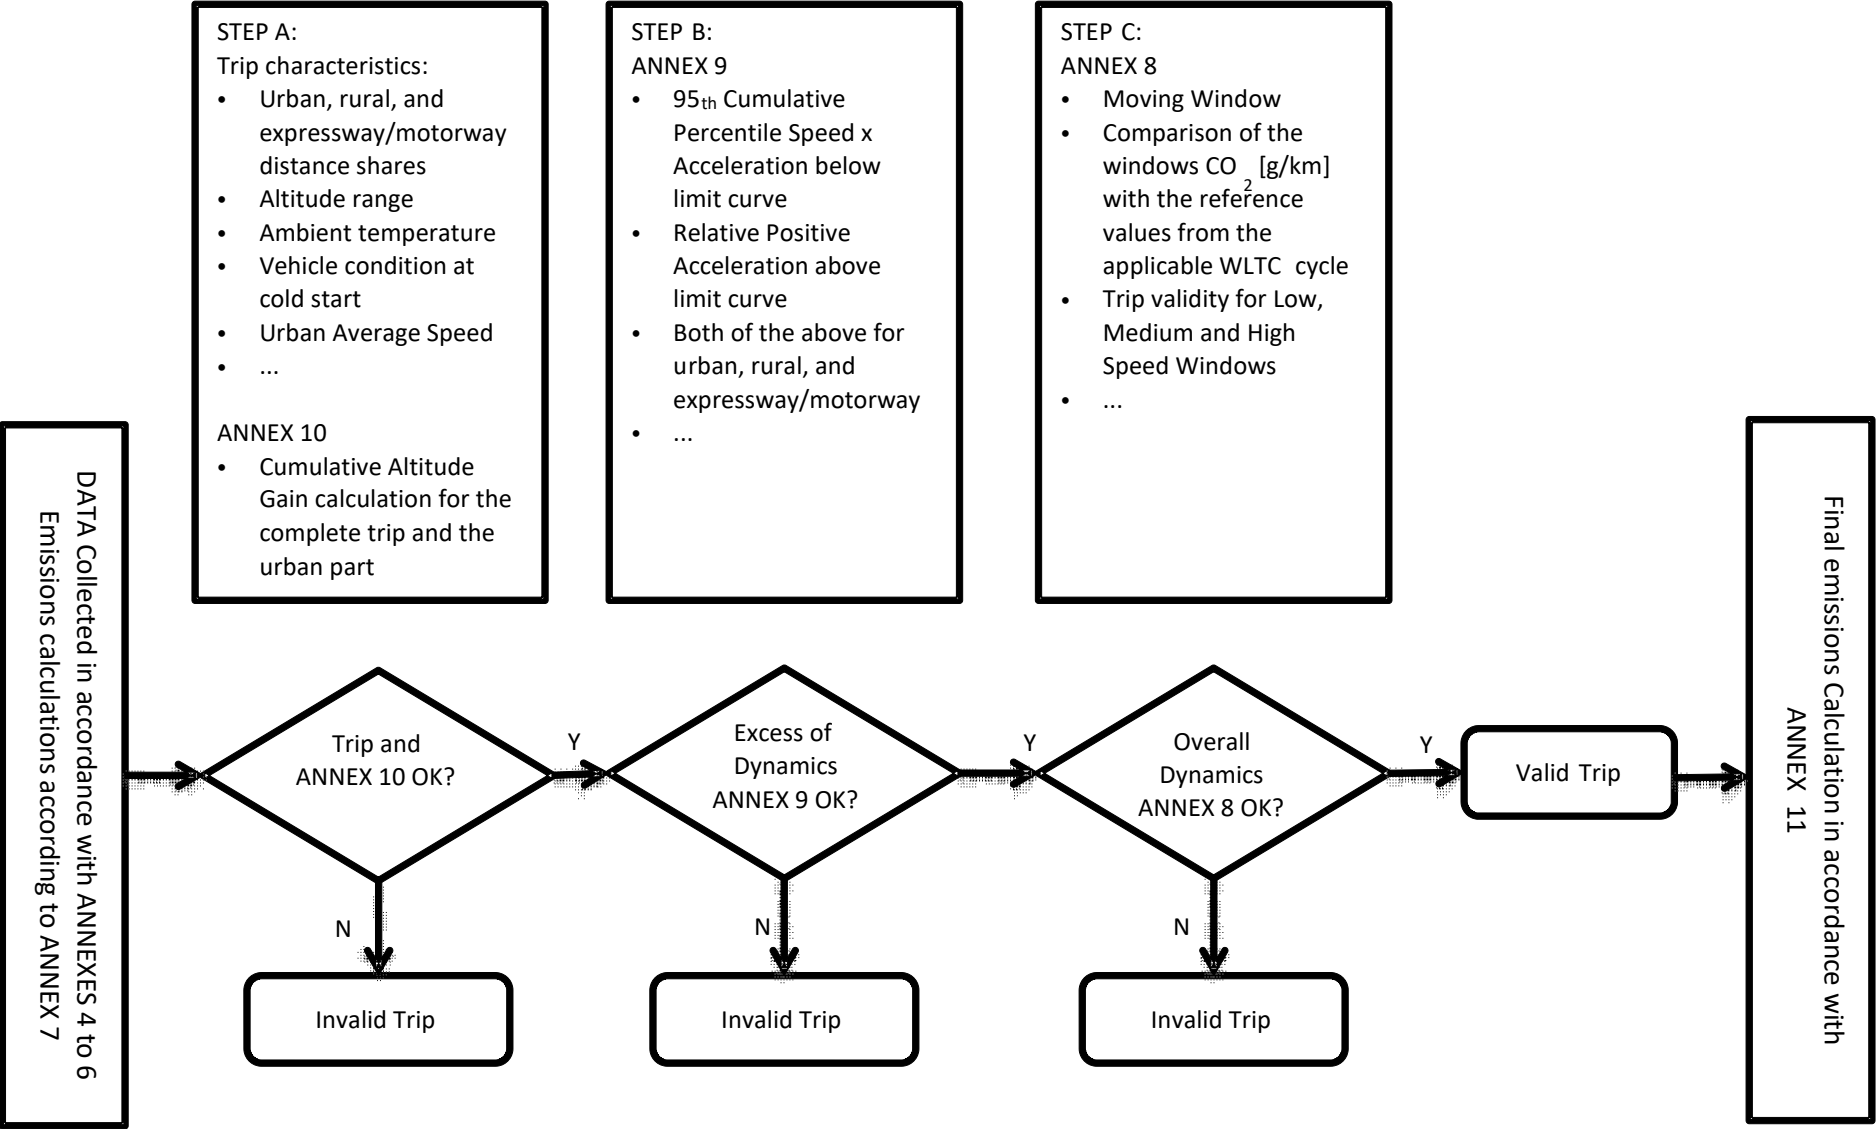 STEP A:
Trip characteristics:
• Urban, rural, and
expressway/motorway
distance shares
• Altitude range
• Ambient temperature
• Vehicle condition at
cold start
• Urban Average Speed
• ...
ANNEX 10
• Cumulative Altitude
Gain calculation for the
complete trip and the
urban part
STEP B:
ANNEX 9
• 95th Cumulative
Percentile Speed x
Acceleration below
limit curve
• Relative Positive
Acceleration above
limit curve
• Both of the above for
urban, rural, and
expressway/motorway
• ...
STEP C:
ANNEX 8
• Moving Window
• Comparison of the
windows CO2 [g/km]
with the reference
values from the
applicable WLTC cycle
• Trip validity for Low,
Medium and High
Speed Windows
• ...
DATA Collected in accordance with ANNEXES 4 to 6
Emissions calculations according to ANNEX 7
Trip and
ANNEX 10 OK?
Y
N
Invalid Trip
Excess of
Dynamics
ANNEX 9 OK?
Y
N
Invalid Trip
Overall
Dynamics
ANNEX 8 OK?
Y
N
Invalid Trip
Valid Trip
Final emissions Calculation in accordance with
ANNEX 11